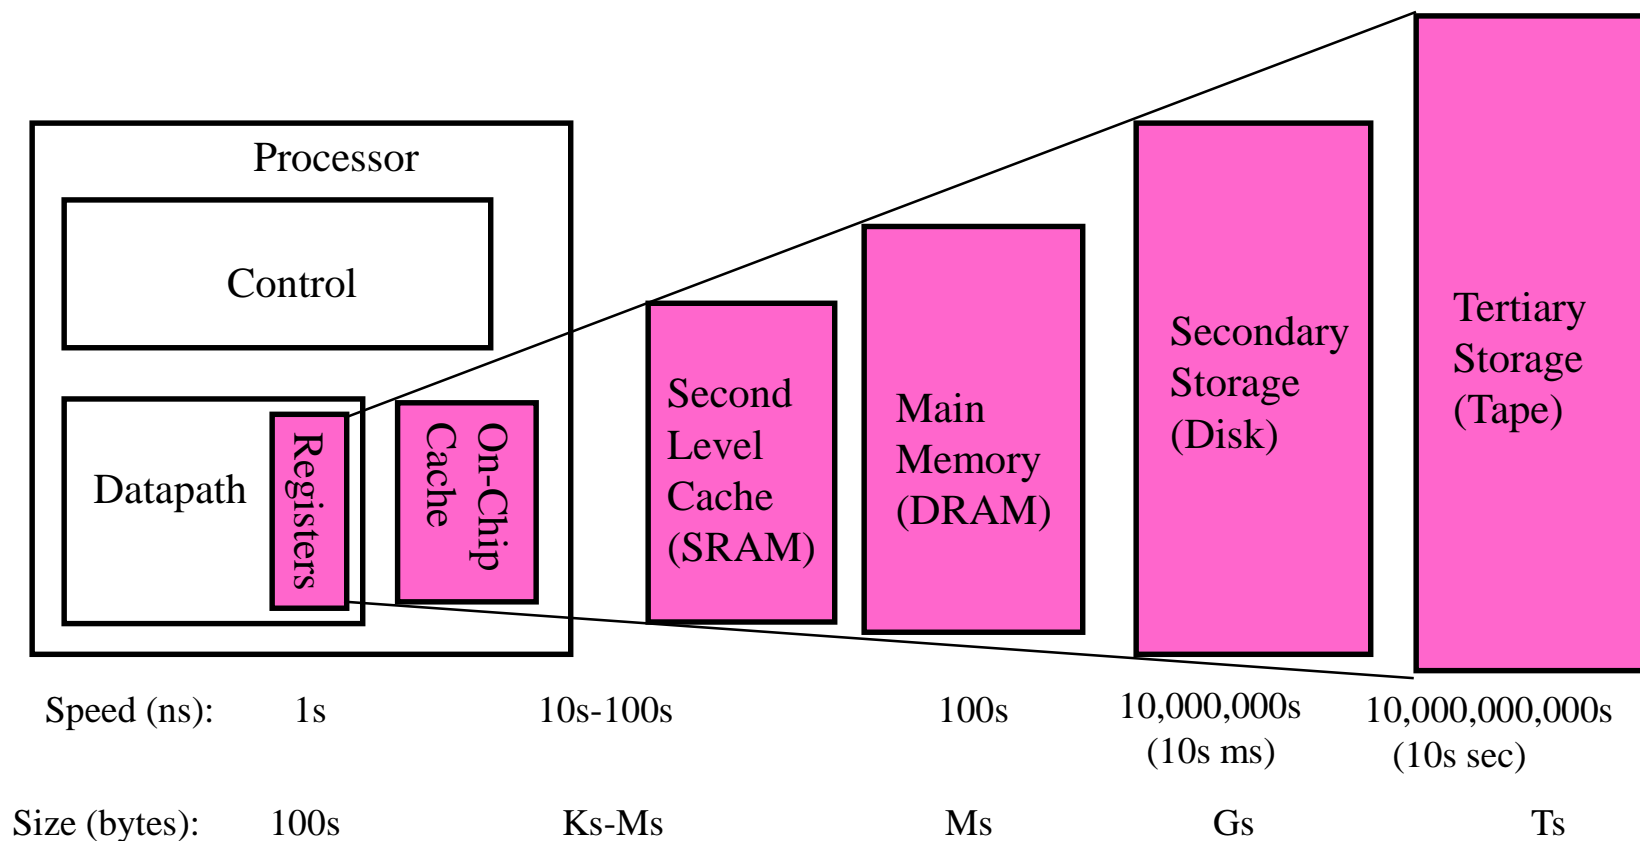 Processor
Control
Datapath
Registers
On-Chip
Cache
Second
Level
Cache
(SRAM)
Main
Memory
(DRAM)
Secondary
Storage
(Disk)
Tertiary
Storage
(Tape)
Speed (ns): 1s 10s-100s 100s 10,000,000s 10,000,000,000s
(10s ms) (10s sec)
Size (bytes): 100s Ks-Ms Ms Gs Ts